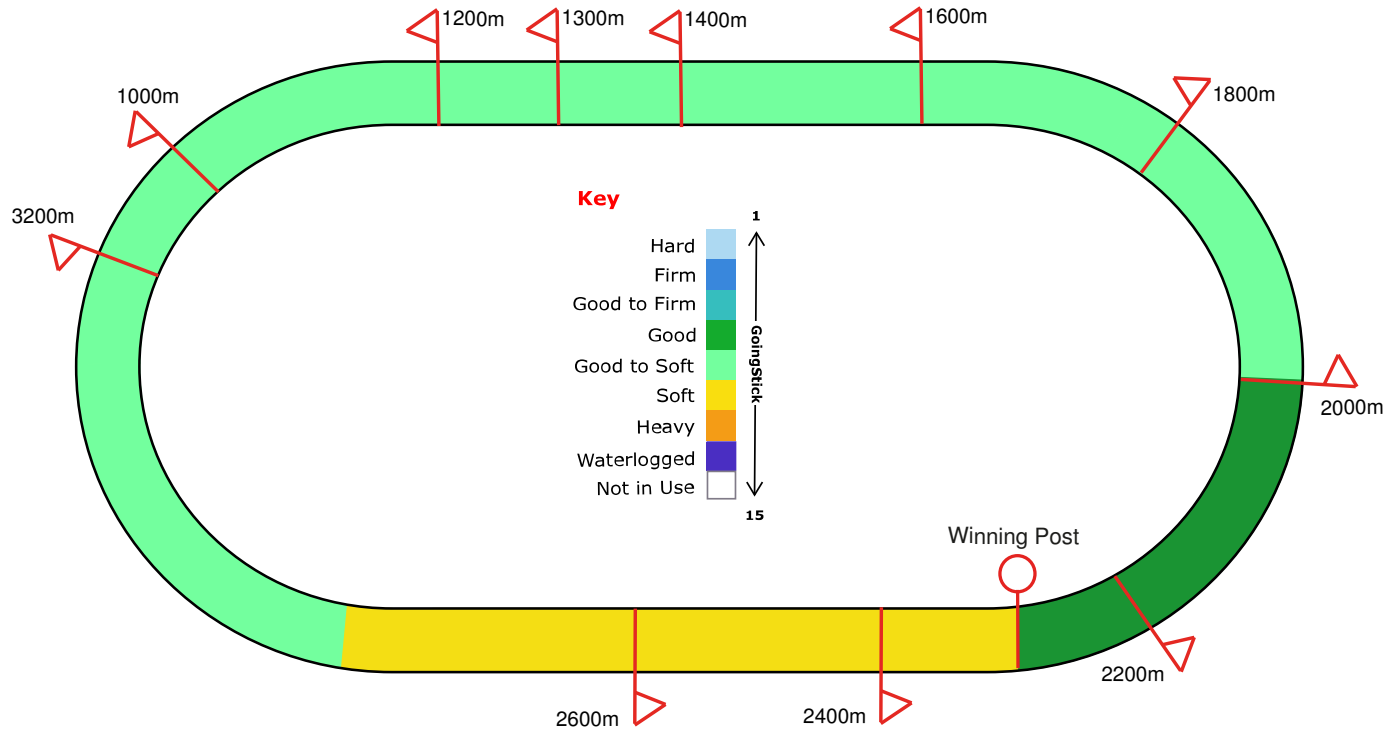 1200m
1300m
1400m
1600m
1800m
1000m
3200m
Key
1
Hard
Firm
Good to Firm
Good
Good to Soft
Soft
Heavy
Waterlogged
Not in Use
GoingStick
15
2000m
Winning Post
2200m
2400m
2600m